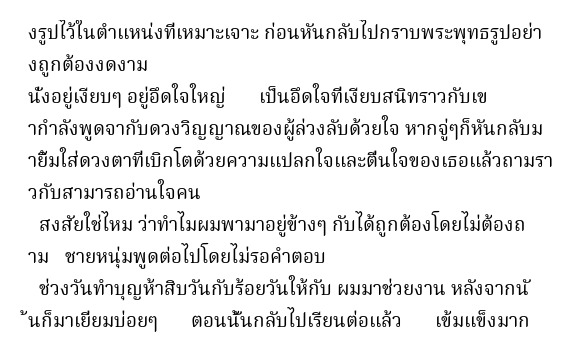 งรูปไว้ในตำแหน่งที่เหมาะเจาะ ก่อนหันกลับไปกราบพระพุทธรูปอย่า
งถูกต้องงดงาม
นั่งอยู่เงียบๆ อยู่อึดใจใหญ่ เป็นอึดใจที่เงียบสนิทราวกับเข
ากำลังพูดจากับดวงวิญญาณของผู้ล่วงลับด้วยใจ หากจู่ๆก็หันกลับม
ายิ้มใส่ดวงตาที่เบิกโตด้วยความแปลกใจและตื่นใจของเธอแล้วถามรา
วกับสามารถอ่านใจคน
สงสัยใช่ไหม ว่าทำไมผมพามาอยู่ข้างๆ กับได้ถูกต้องโดยไม่ต้องถ
าม ชายหนุ่มพูดต่อไปโดยไม่รอคำตอบ
ช่วงวันทำบุญห้าสิบวันกับร้อยวันให้กับ ผมมาช่วยงาน หลังจากนั
้นก็มาเยี่ยมบ่อยๆ ตอนนั้นกลับไปเรียนต่อแล้ว เข้มแข็งมาก